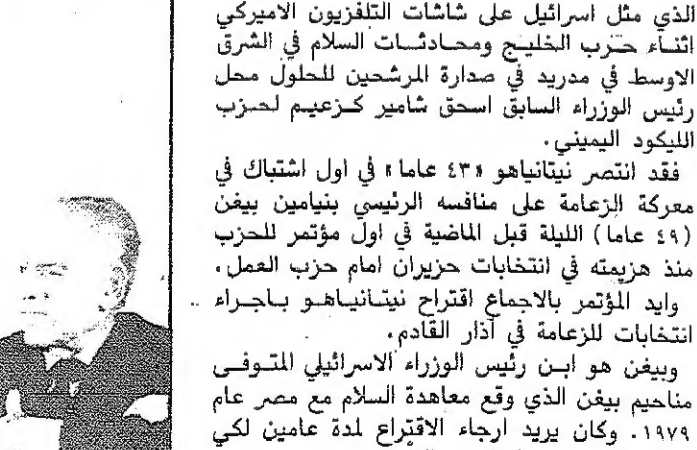 الذي مثل اسرائيل على شاشات التلفزيون الاميركي
اثناء حرب الخليج ومحادثات السلام في الشرق
الاوسط في مدريد في صدارة المرشحين للحلول محل
رئيس الوزراء السابق اسحق شامير كزعيم لحزب
الليكود اليميني.
فقد انتصر نيتانياهو «٤٣ عاما» في اول اشتباك في
معركة الزعامة على منافسه الرئيسي بنيامين بيغن
(٤٩ عاما) الليلة قبل الماضية في اول مؤتمر للحزب
منذ هزيمته في انتخابات حزيران امام حزب العمل.
وايد المؤتمر بالاجماع اقتراح نيتانياهو باجراء
انتخابات للزعامة في آذار القادم.
وبيغن هو ابن رئيس الوزراء الاسرائيلي المتوفى
مناحيم بيغن الذي وقع معاهدة السلام مع مصر عام
١٩٧٩. وكان يريد ارجاء الاقتراع لمدة عامين لكي